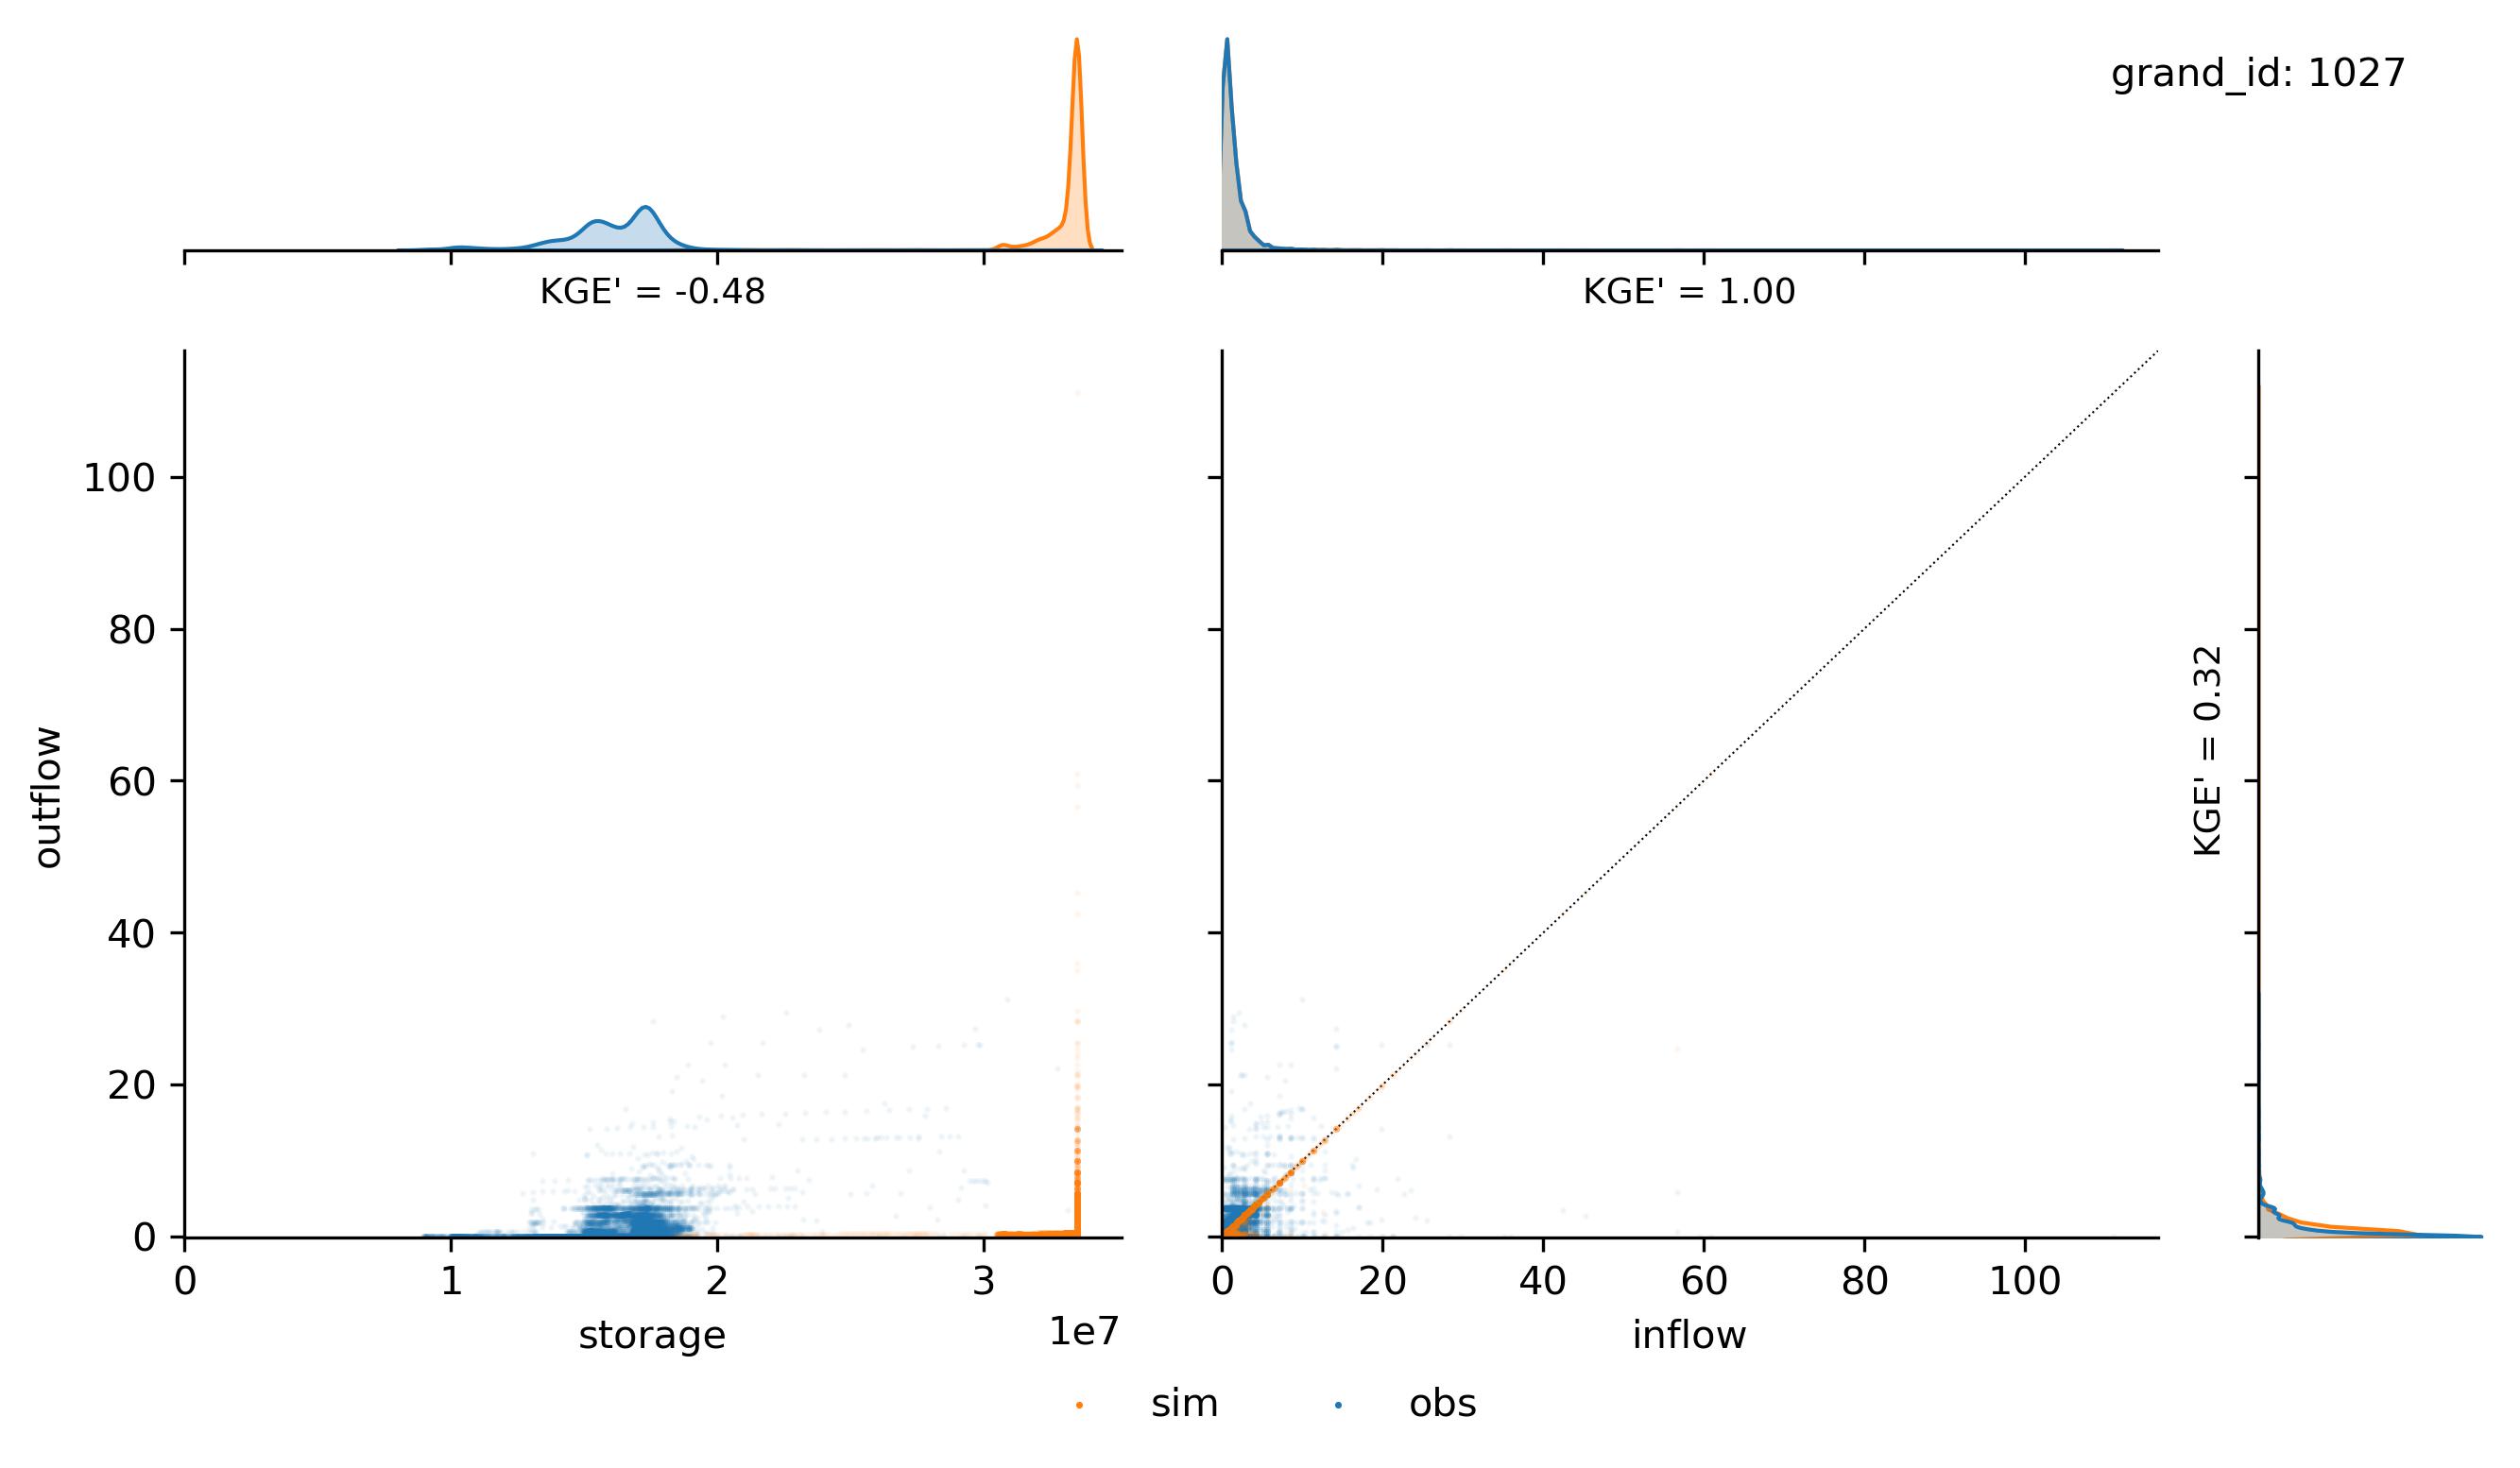 grand_id: 1027
KGE' = -0.48
KGE' = 1.00
100
80
60
40
20
0
outflow
KGE' = 0.32
0 1 2 3
0 20 40 60 80 100
storage
1e7
inflow
sim obs